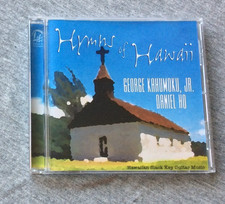 Hymns of Hawaii
GEORGE KAHUMOKU, JR.
DANIEL HO
Hawaiian Slack Key Guitar Music